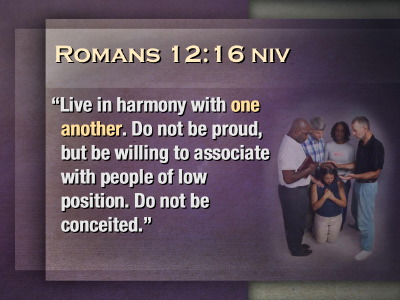 Romans 12:16 NIV
“Live in harmony with one
another. Do not be proud,
but be willing to associate
with people of low
position. Do not be
conceited.”